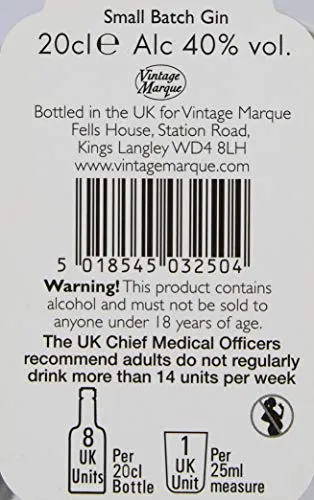 Small Batch Gin
20cl℮ Alc 40% vol.
Vintage
Marque
Bottled in the UK for Vintage Marque
Fells House, Station Road,
Kings Langley WD4 8LH
www.vintagemarque.com
5 018545 032504
Warning! This product contains
alcohol and must not be sold to
anyone under 18 years of age.
The UK Chief Medical Officers
recommend adults do not regularly
drink more than 14 units per week
8
UK
Units
Per
20cl
Bottle
1
UK
Unit
Per
25ml
measure